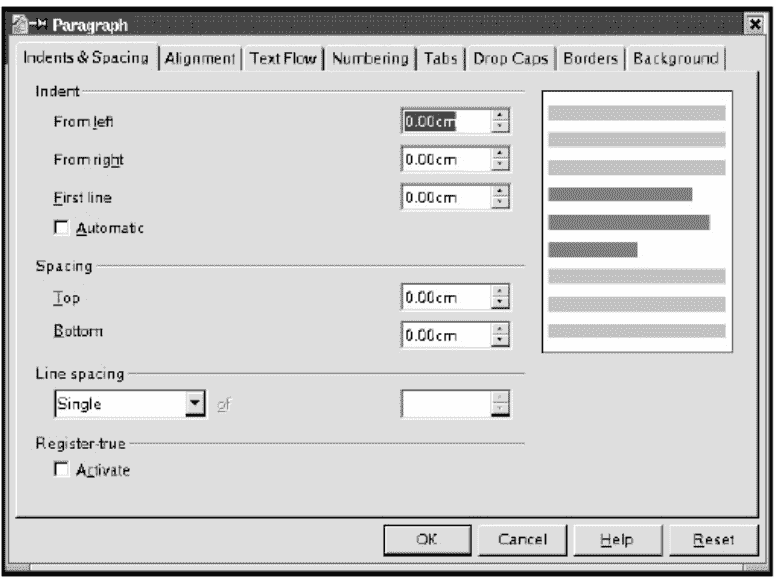 Paragraph
Indents & Spacing Alignment Text Flow Numbering Tabs Drop Caps Borders Background
Indent
From left 0.00cm
From right 0.00cm
First line 0.00cm
Automatic
Spacing
Top 0.00cm
Bottom 0.00cm
Line spacing
Single of
Register-true
Activate
OK Cancel Help Reset